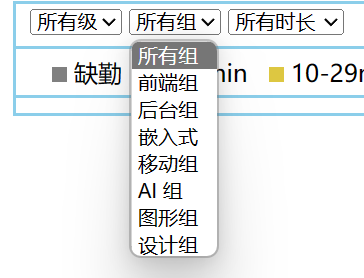 所有级 所有组 所有时长
所有组
缺勤 min 10-29
前端组
后台组
嵌入式
移动组
AI 组
图形组
设计组